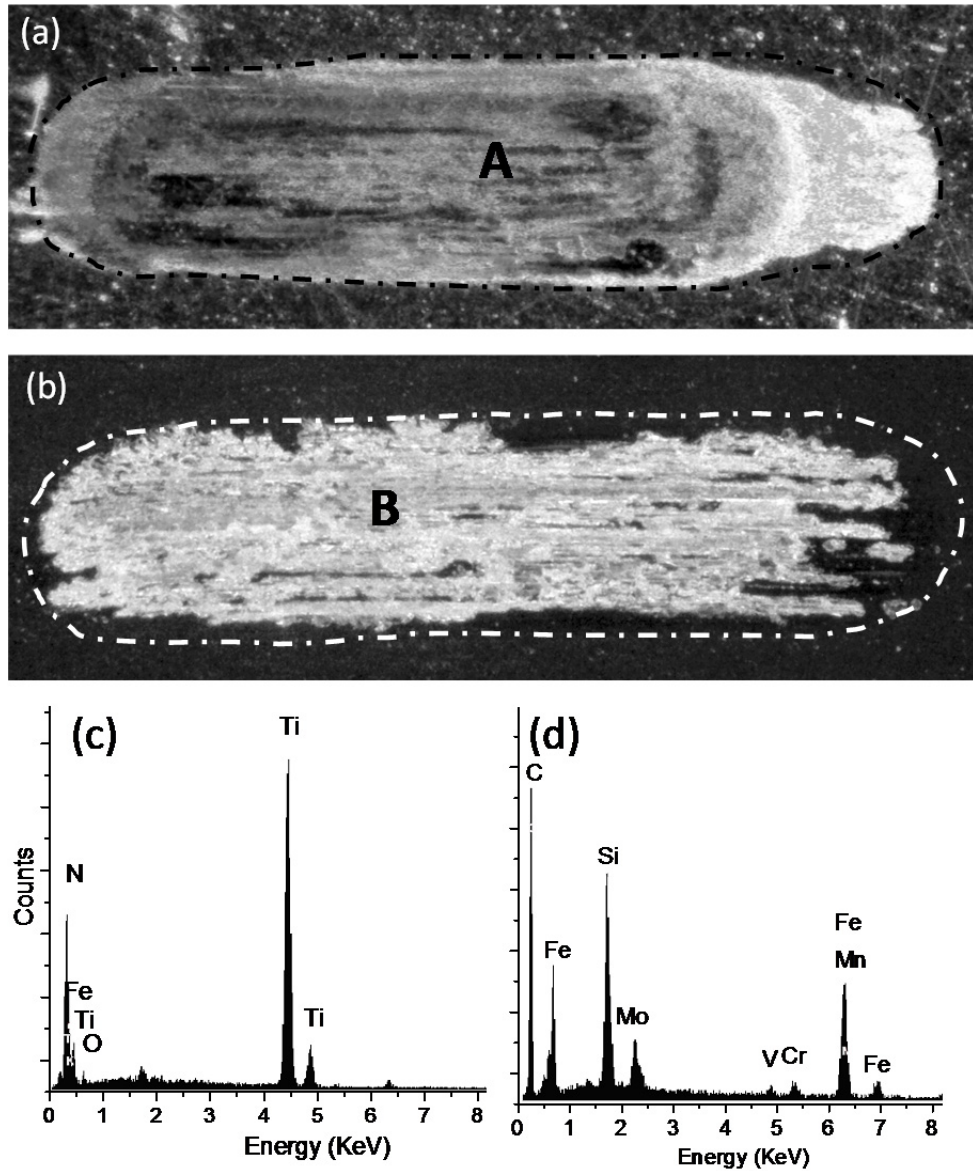 (a)
A
(b)
B
(c)
Ti
N
Fe
Ti
O
Ti
Counts
0 1 2 3 4 5 6 7 8
Energy (KeV)
(d)
C
Si
Fe
Mo
Fe
Mn
V Cr
Fe
0 1 2 3 4 5 6 7 8
Energy (KeV)